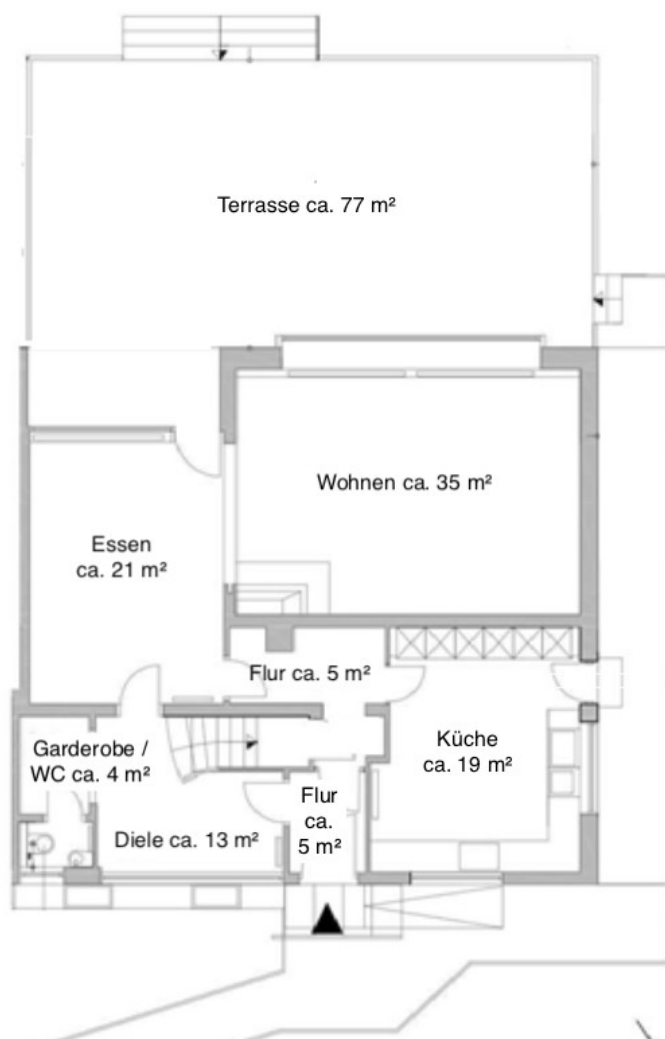 Terrasse ca. 77 m²
Wohnen ca. 35 m²
Essen
ca. 21 m²
Flur ca. 5 m²
Garderobe /
WC ca. 4 m²
Küche
ca. 19 m²
Diele ca. 13 m²
Flur
ca.
5 m²